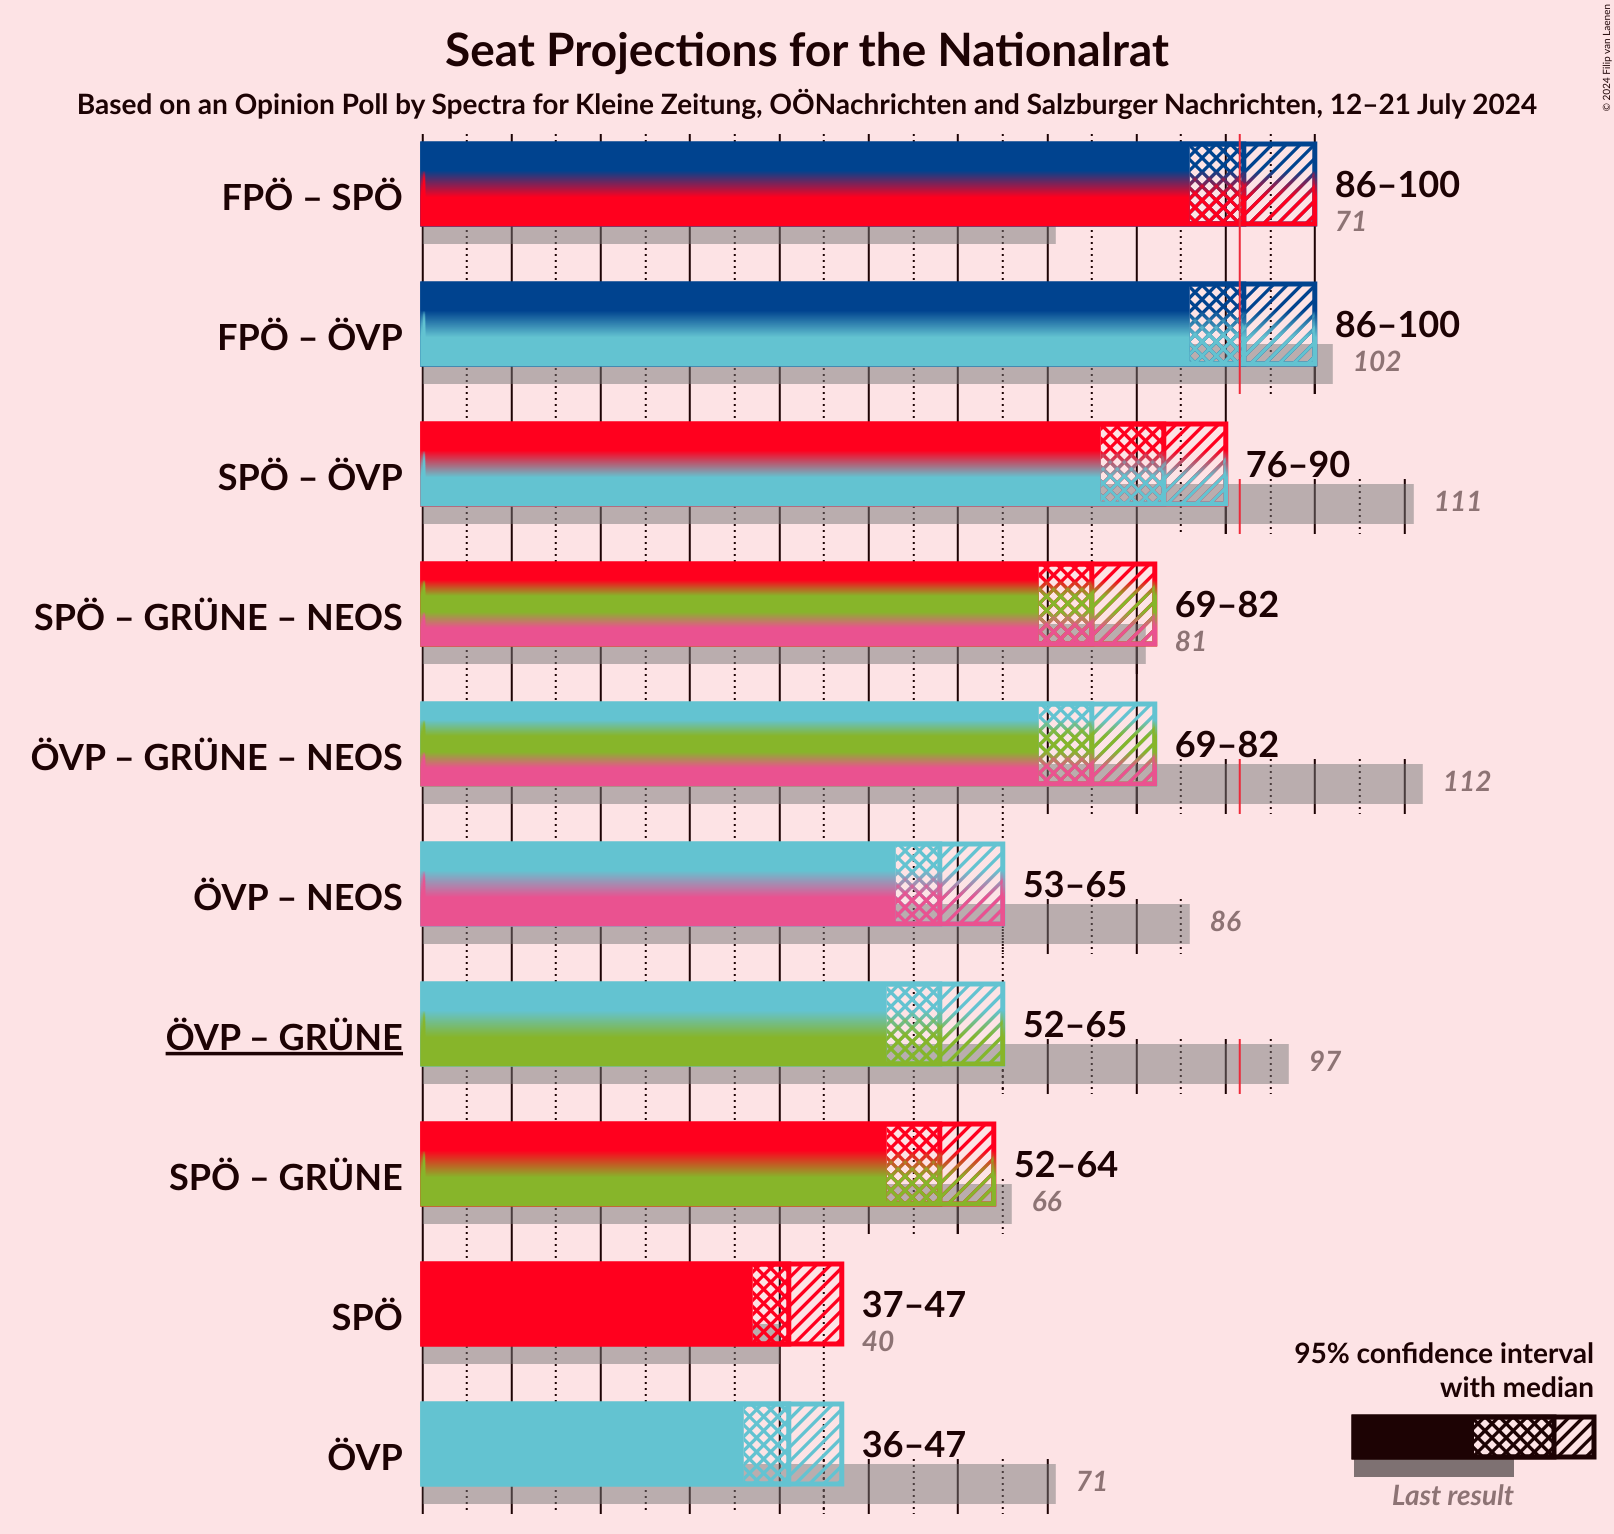 Seat Projections for the Nationalrat
Based on an Opinion Poll by Spectra for Kleine Zeitung, OÖNachrichten and Salzburger Nachrichten, 12–21 July 2024
© 2024 Filip van Laenen
FPÖ – SPÖ
86–100
71
FPÖ – ÖVP
86–100
102
SPÖ – ÖVP
76–90
111
SPÖ – GRÜNE – NEOS
69–82
81
ÖVP – GRÜNE – NEOS
69–82
112
ÖVP – NEOS
53–65
86
ÖVP – GRÜNE
52–65
97
SPÖ – GRÜNE
52–64
66
SPÖ
37–47
40
ÖVP
36–47
71
95% confidence interval
with median
Last result